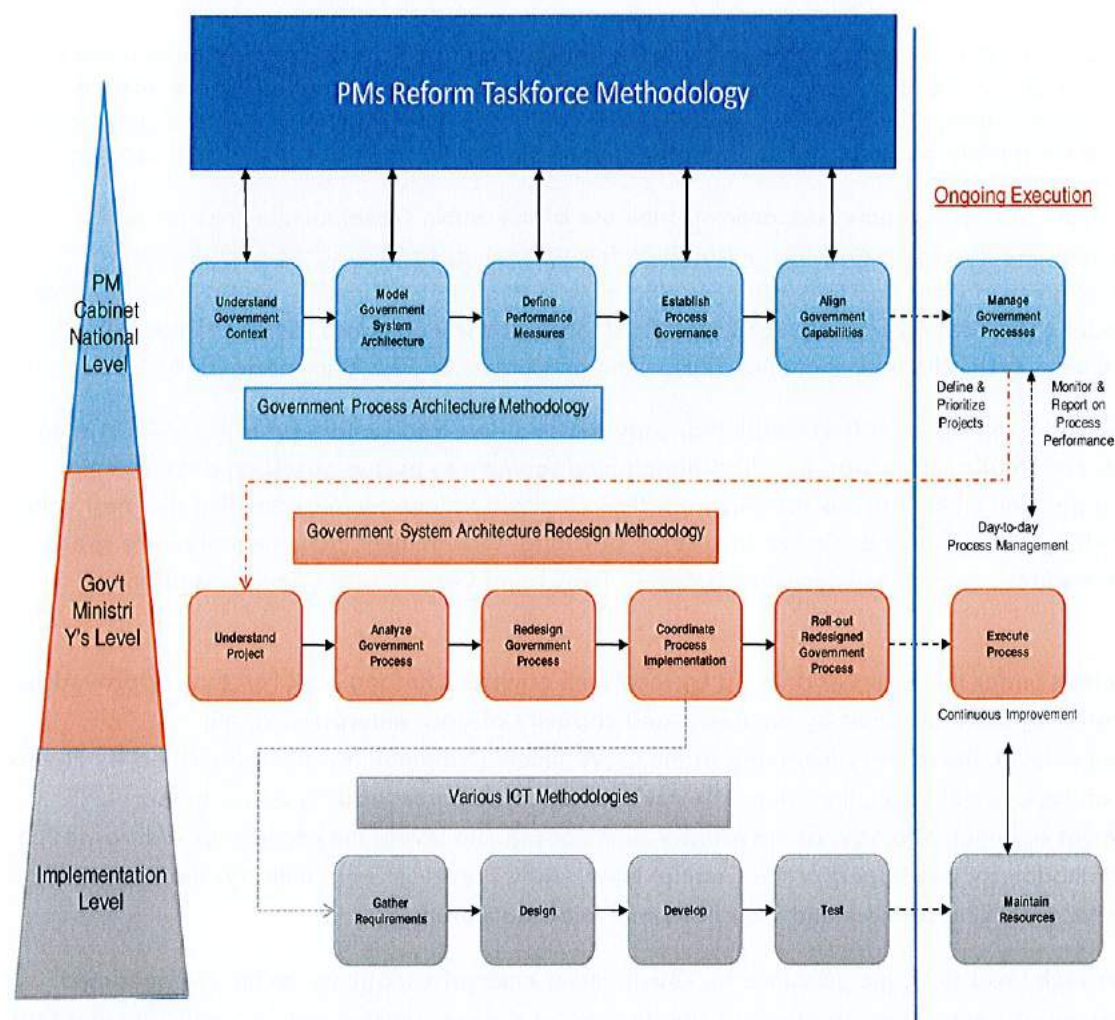 PMs Reform Taskforce Methodology
Ongoing Execution
PM
Cabinet
National
Level
Understand
Government
Context
Model
Government
System
Architecture
Define
Performance
Measures
Establish
Process
Governance
Align
Government
Capabilities
Manage
Government
Processes
Government Process Architecture Methodology
Define &
Prioritize
Projects
Monitor &
Report on
Process
Performance
Government System Architecture Redesign Methodology
Day-to-day
Process Management
Gov't
Ministri
Y's Level
Understand
Project
Analyze
Government
Process
Redesign
Government
Process
Coordinate
Process
Implementation
Roll-out
Redesigned
Government
Process
Execute
Process
Continuous Improvement
Various ICT Methodologies
Implementation
Level
Gather
Requirements
Design
Develop
Test
Maintain
Resources